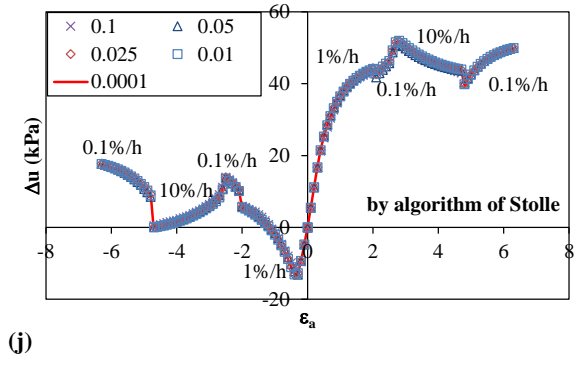 0.1 0.05
0.025 0.01
0.0001
60
40
20
0
-20
Δu (kPa)
1%/h
10%/h
0.1%/h
0.1%/h
0.1%/h
0.1%/h
10%/h
1%/h
by algorithm of Stolle
-8 -6 -4 -2 0 2 4 6 8
εa
(j)